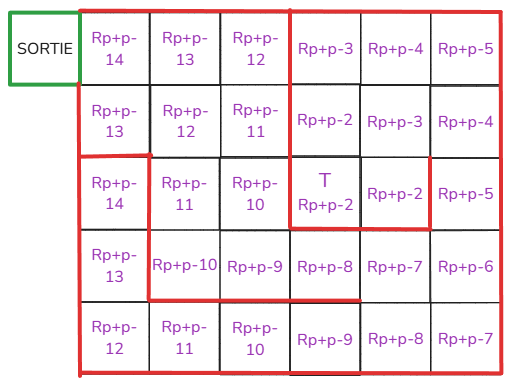 SORTIE
Rp+p-
14
Rp+p-
13
Rp+p-
12
Rp+p-3
Rp+p-4
Rp+p-5
Rp+p-
13
Rp+p-
12
Rp+p-
11
Rp+p-2
Rp+p-3
Rp+p-4
Rp+p-
14
Rp+p-
11
Rp+p-
10
T
Rp+p-2
Rp+p-2
Rp+p-5
Rp+p-
13
Rp+p-10
Rp+p-9
Rp+p-8
Rp+p-7
Rp+p-6
Rp+p-
12
Rp+p-
11
Rp+p-
10
Rp+p-9
Rp+p-8
Rp+p-7